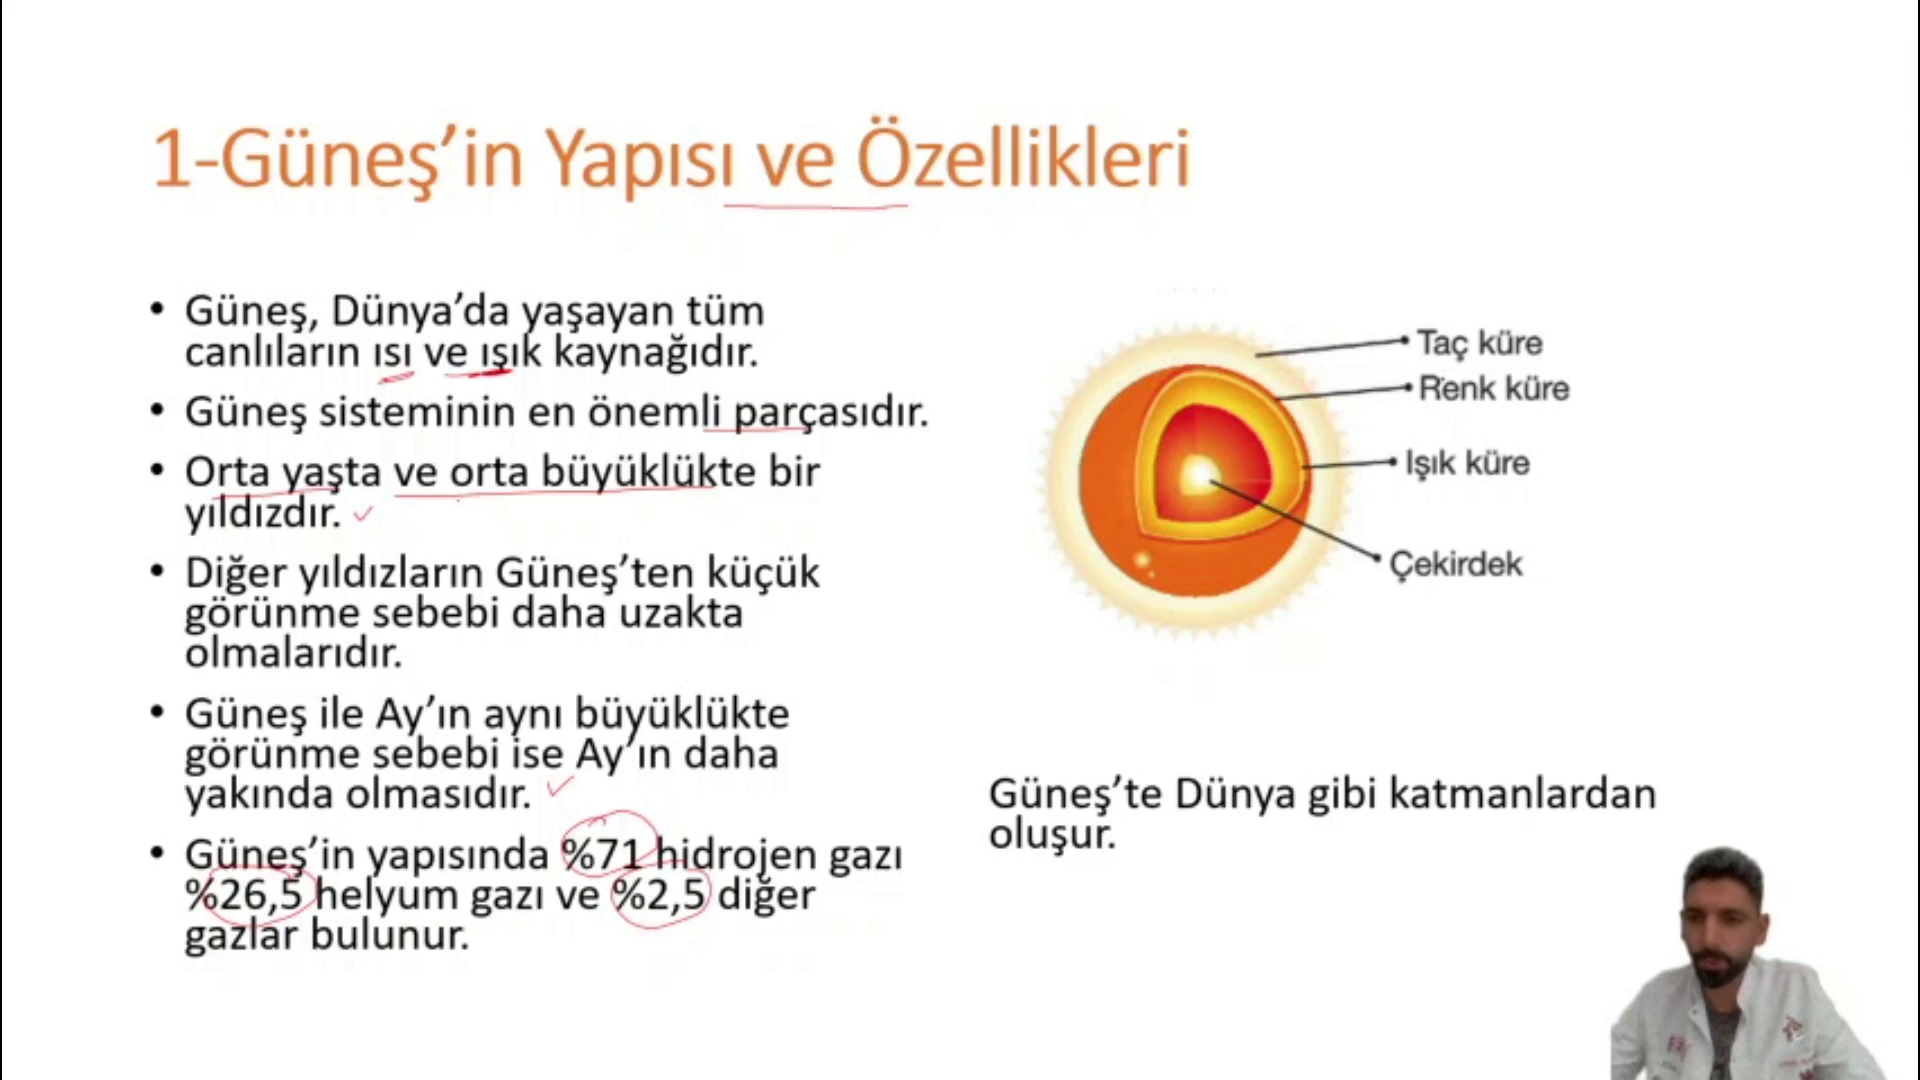 1-Güneş’in Yapısı ve Özellikleri
• Güneş, Dünya’da yaşayan tüm
canlıların ısı ve ışık kaynağıdır.
• Güneş sisteminin en önemli parçasıdır.
• Orta yaşta ve orta büyüklükte bir
yıldızdır.
• Diğer yıldızların Güneş’ten küçük
görünme sebebi daha uzakta
olmalarıdır.
• Güneş ile Ay’ın aynı büyüklükte
görünme sebebi ise Ay’ın daha
yakında olmasıdır.
• Güneş’in yapısında %71 hidrojen gazı
%26,5 helyum gazı ve %2,5 diğer
gazlar bulunur.
Taç küre
Renk küre
Işık küre
Çekirdek
Güneş’te Dünya gibi katmanlardan
oluşur.